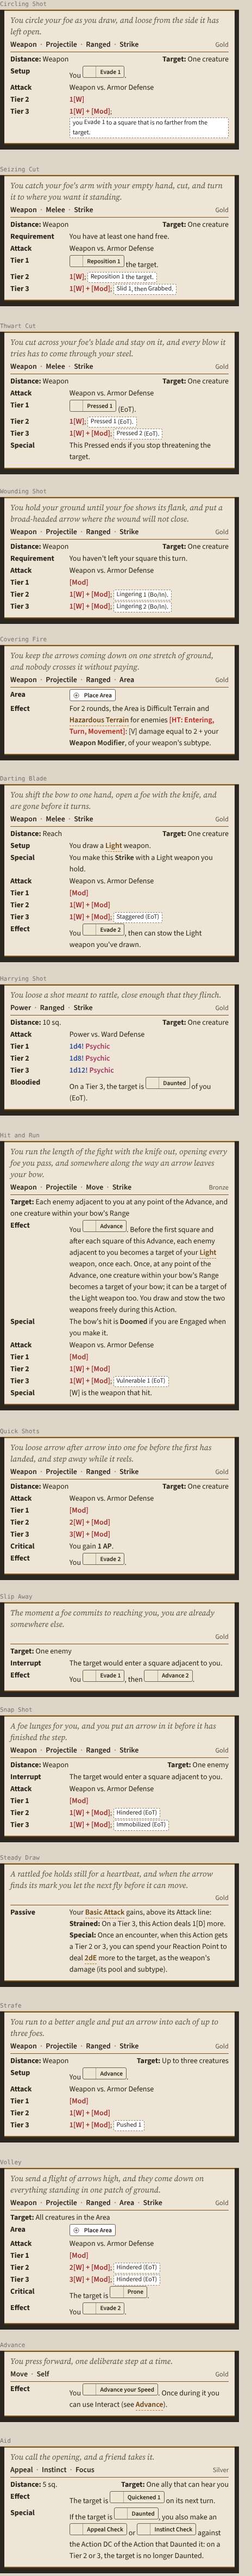 Circling Shot
You circle your foe as you draw, and loose from the side it has
left open.
Weapon · Projectile · Ranged · Strike Gold
Distance: Weapon Target: One creature
Setup You Evade 1.
Attack Weapon vs. Armor Defense
Tier 2 1[W]
Tier 3 1[W] + [Mod];
you Evade 1 to a square that is no farther from the
target.
Seizing Cut
You catch your foe's arm with your empty hand, cut, and turn
it to where you want it standing.
Weapon · Melee · Strike Gold
Distance: Weapon Target: One creature
Requirement You have at least one hand free.
Attack Weapon vs. Armor Defense
Tier 1 Reposition 1 the target.
Tier 2 1[W]; Reposition 1 the target.
Tier 3 1[W] + [Mod]; Slid 1, then Grabbed.
Thwart Cut
You cut across your foe's blade and stay on it, and every blow it
tries has to come through your steel.
Weapon · Melee · Strike Gold
Distance: Weapon Target: One creature
Attack Weapon vs. Armor Defense
Tier 1 Pressed 1 (EoT).
Tier 2 1[W]; Pressed 1 (EoT).
Tier 3 1[W] + [Mod]; Pressed 2 (EoT).
Special This Pressed ends if you stop threatening the
target.
Wounding Shot
You hold your ground until your foe shows its flank, and put a
broad-headed arrow where the wound will not close.
Weapon · Projectile · Ranged · Strike Gold
Distance: Weapon Target: One creature
Requirement You haven't left your square this turn.
Attack Weapon vs. Armor Defense
Tier 1 [Mod]
Tier 2 1[W] + [Mod]; Lingering 1 (Bo/In).
Tier 3 1[W] + [Mod]; Lingering 2 (Bo/In).
Covering Fire
You keep the arrows coming down on one stretch of ground,
and nobody crosses it without paying.
Weapon · Projectile · Ranged · Area Gold
Area Place Area
Effect For 2 rounds, the Area is Difficult Terrain and
Hazardous Terrain for enemies [HT: Entering,
Turn, Movement]: [V] damage equal to 2 + your
Weapon Modifier, of your weapon's subtype.
Darting Blade
You shift the bow to one hand, open a foe with the knife, and
are gone before it turns.
Weapon · Melee · Strike Gold
Distance: Reach Target: One creature
Setup You draw a Light weapon.
Special You make this Strike with a Light weapon you
hold.
Attack Weapon vs. Armor Defense
Tier 1 [Mod]
Tier 2 1[W] + [Mod]
Tier 3 1[W] + [Mod]; Staggered (EoT)
Effect You Evade 2, then can stow the Light
weapon you've drawn.
Harrying Shot
You loose a shot meant to rattle, close enough that they flinch.
Power · Ranged · Strike Gold
Distance: 10 sq. Target: One creature
Attack Power vs. Ward Defense
Tier 1 1d4! Psychic
Tier 2 1d8! Psychic
Tier 3 1d12! Psychic
Bloodied On a Tier 3, the target is Daunted of you
(EoT).
Hit and Run
You run the length of the fight with the knife out, opening every
foe you pass, and somewhere along the way an arrow leaves
your bow.
Weapon · Projectile · Ranged · Move · Strike Bronze
Target: Each enemy adjacent to you at any point of the Advance, and
one creature within your bow's Range
Effect You Advance. Before the first square and
after each square of this Advance, each enemy
adjacent to you becomes a target of your Light
weapon, once each. Once, at any point of the
Advance, one creature within your bow's Range
becomes a target of your bow; it can be a target of
the Light weapon too. You draw and stow the two
weapons freely during this Action.
Special The bow's hit is Doomed if you are Engaged when
you make it.
Attack Weapon vs. Armor Defense
Tier 1 [Mod]
Tier 2 1[W] + [Mod]
Tier 3 1[W] + [Mod]; Vulnerable 1 (EoT)
Special [W] is the weapon that hit.
Quick Shots
You loose arrow after arrow into one foe before the first has
landed, and step away while it reels.
Weapon · Projectile · Ranged · Strike Gold
Distance: Weapon Target: One creature
Attack Weapon vs. Armor Defense
Tier 1 [Mod]
Tier 2 2[W] + [Mod]
Tier 3 3[W] + [Mod]
Critical You gain 1 AP.
Effect You Evade 2.
Slip Away
The moment a foe commits to reaching you, you are already
somewhere else.
Gold
Target: One enemy
Interrupt The target would enter a square adjacent to you.
Effect You Evade 1, then Advance 2.
Snap Shot
A foe lunges for you, and you put an arrow in it before it has
finished the step.
Weapon · Projectile · Ranged · Strike Gold
Distance: Weapon Target: One enemy
Interrupt The target would enter a square adjacent to you.
Attack Weapon vs. Armor Defense
Tier 1 [Mod]
Tier 2 1[W] + [Mod]; Hindered (EoT)
Tier 3 1[W] + [Mod]; Immobilized (EoT)
Steady Draw
A rattled foe holds still for a heartbeat, and when the arrow
finds its mark you let the next fly before it can move.
Gold
Passive Your Basic Attack gains, above its Attack line:
Strained: On a Tier 3, this Action deals 1[D] more.
Special: Once an encounter, when this Action gets
a Tier 2 or 3, you can spend your Reaction Point to
deal 2dE more to the target, as the weapon's
damage (its pool and subtype).
Strafe
You run to a better angle and put an arrow into each of up to
three foes.
Weapon · Projectile · Ranged · Strike Gold
Distance: Weapon Target: Up to three creatures
Setup You Advance.
Attack Weapon vs. Armor Defense
Tier 1 [Mod]
Tier 2 1[W] + [Mod]
Tier 3 1[W] + [Mod]; Pushed 1
Volley
You send a flight of arrows high, and they come down on
everything standing in one patch of ground.
Weapon · Projectile · Ranged · Area · Strike Gold
Target: All creatures in the Area
Area Place Area
Attack Weapon vs. Armor Defense
Tier 1 [Mod]
Tier 2 2[W] + [Mod]; Hindered (EoT)
Tier 3 3[W] + [Mod]; Hindered (EoT)
Critical The target is Prone.
Effect You Evade 2.
Advance
You press forward, one deliberate step at a time.
Move · Self
Effect You Advance your Speed. Once during it you
can use Interact (see Advance).
Aid
You call the opening, and a friend takes it.
Appeal · Instinct · Focus Silver
Distance: 5 sq. Target: One ally that can hear you
Effect The target is Quickened 1 on its next turn.
Special If the target is Daunted, you also make an
Appeal Check or Instinct Check against
the Action DC of the Action that Daunted it: on a
Tier 2 or 3, the target is no longer Daunted.